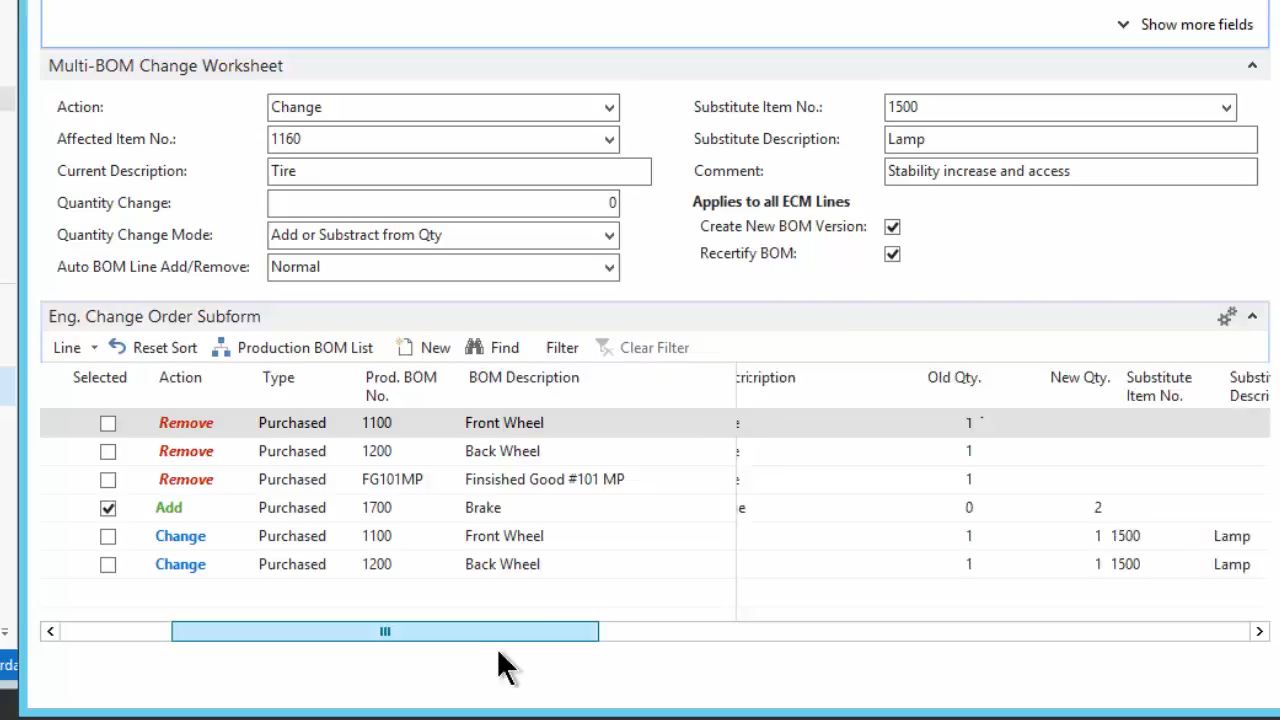 Show more fields
Multi-BOM Change Worksheet
Action: Change Substitute Item No.: 1500
Affected Item No.: 1160 Substitute Description: Lamp
Current Description: Tire Comment: Stability increase and access
Quantity Change: 0 Applies to all ECM Lines
Quantity Change Mode: Add or Substract from Qty Create New BOM Version:
Auto BOM Line Add/Remove: Normal Recertify BOM:
Eng. Change Order Subform
Line Reset Sort Production BOM List New Find Filter Clear Filter
Selected Action Type Prod. BOM BOM Description Old Qty. New Qty. Substitute
No. Item No.
Remove Purchased 1100 Front Wheel 1
Remove Purchased 1200 Back Wheel 1
Remove Purchased FG101MP Finsished Good #101 MP 1
Add Purchased 1700 Brake 0 2
Change Purchased 1100 Front Wheel 1 1 1500 Lamp
Change Purchased 1200 Back Wheel 1 1 1500 Lamp